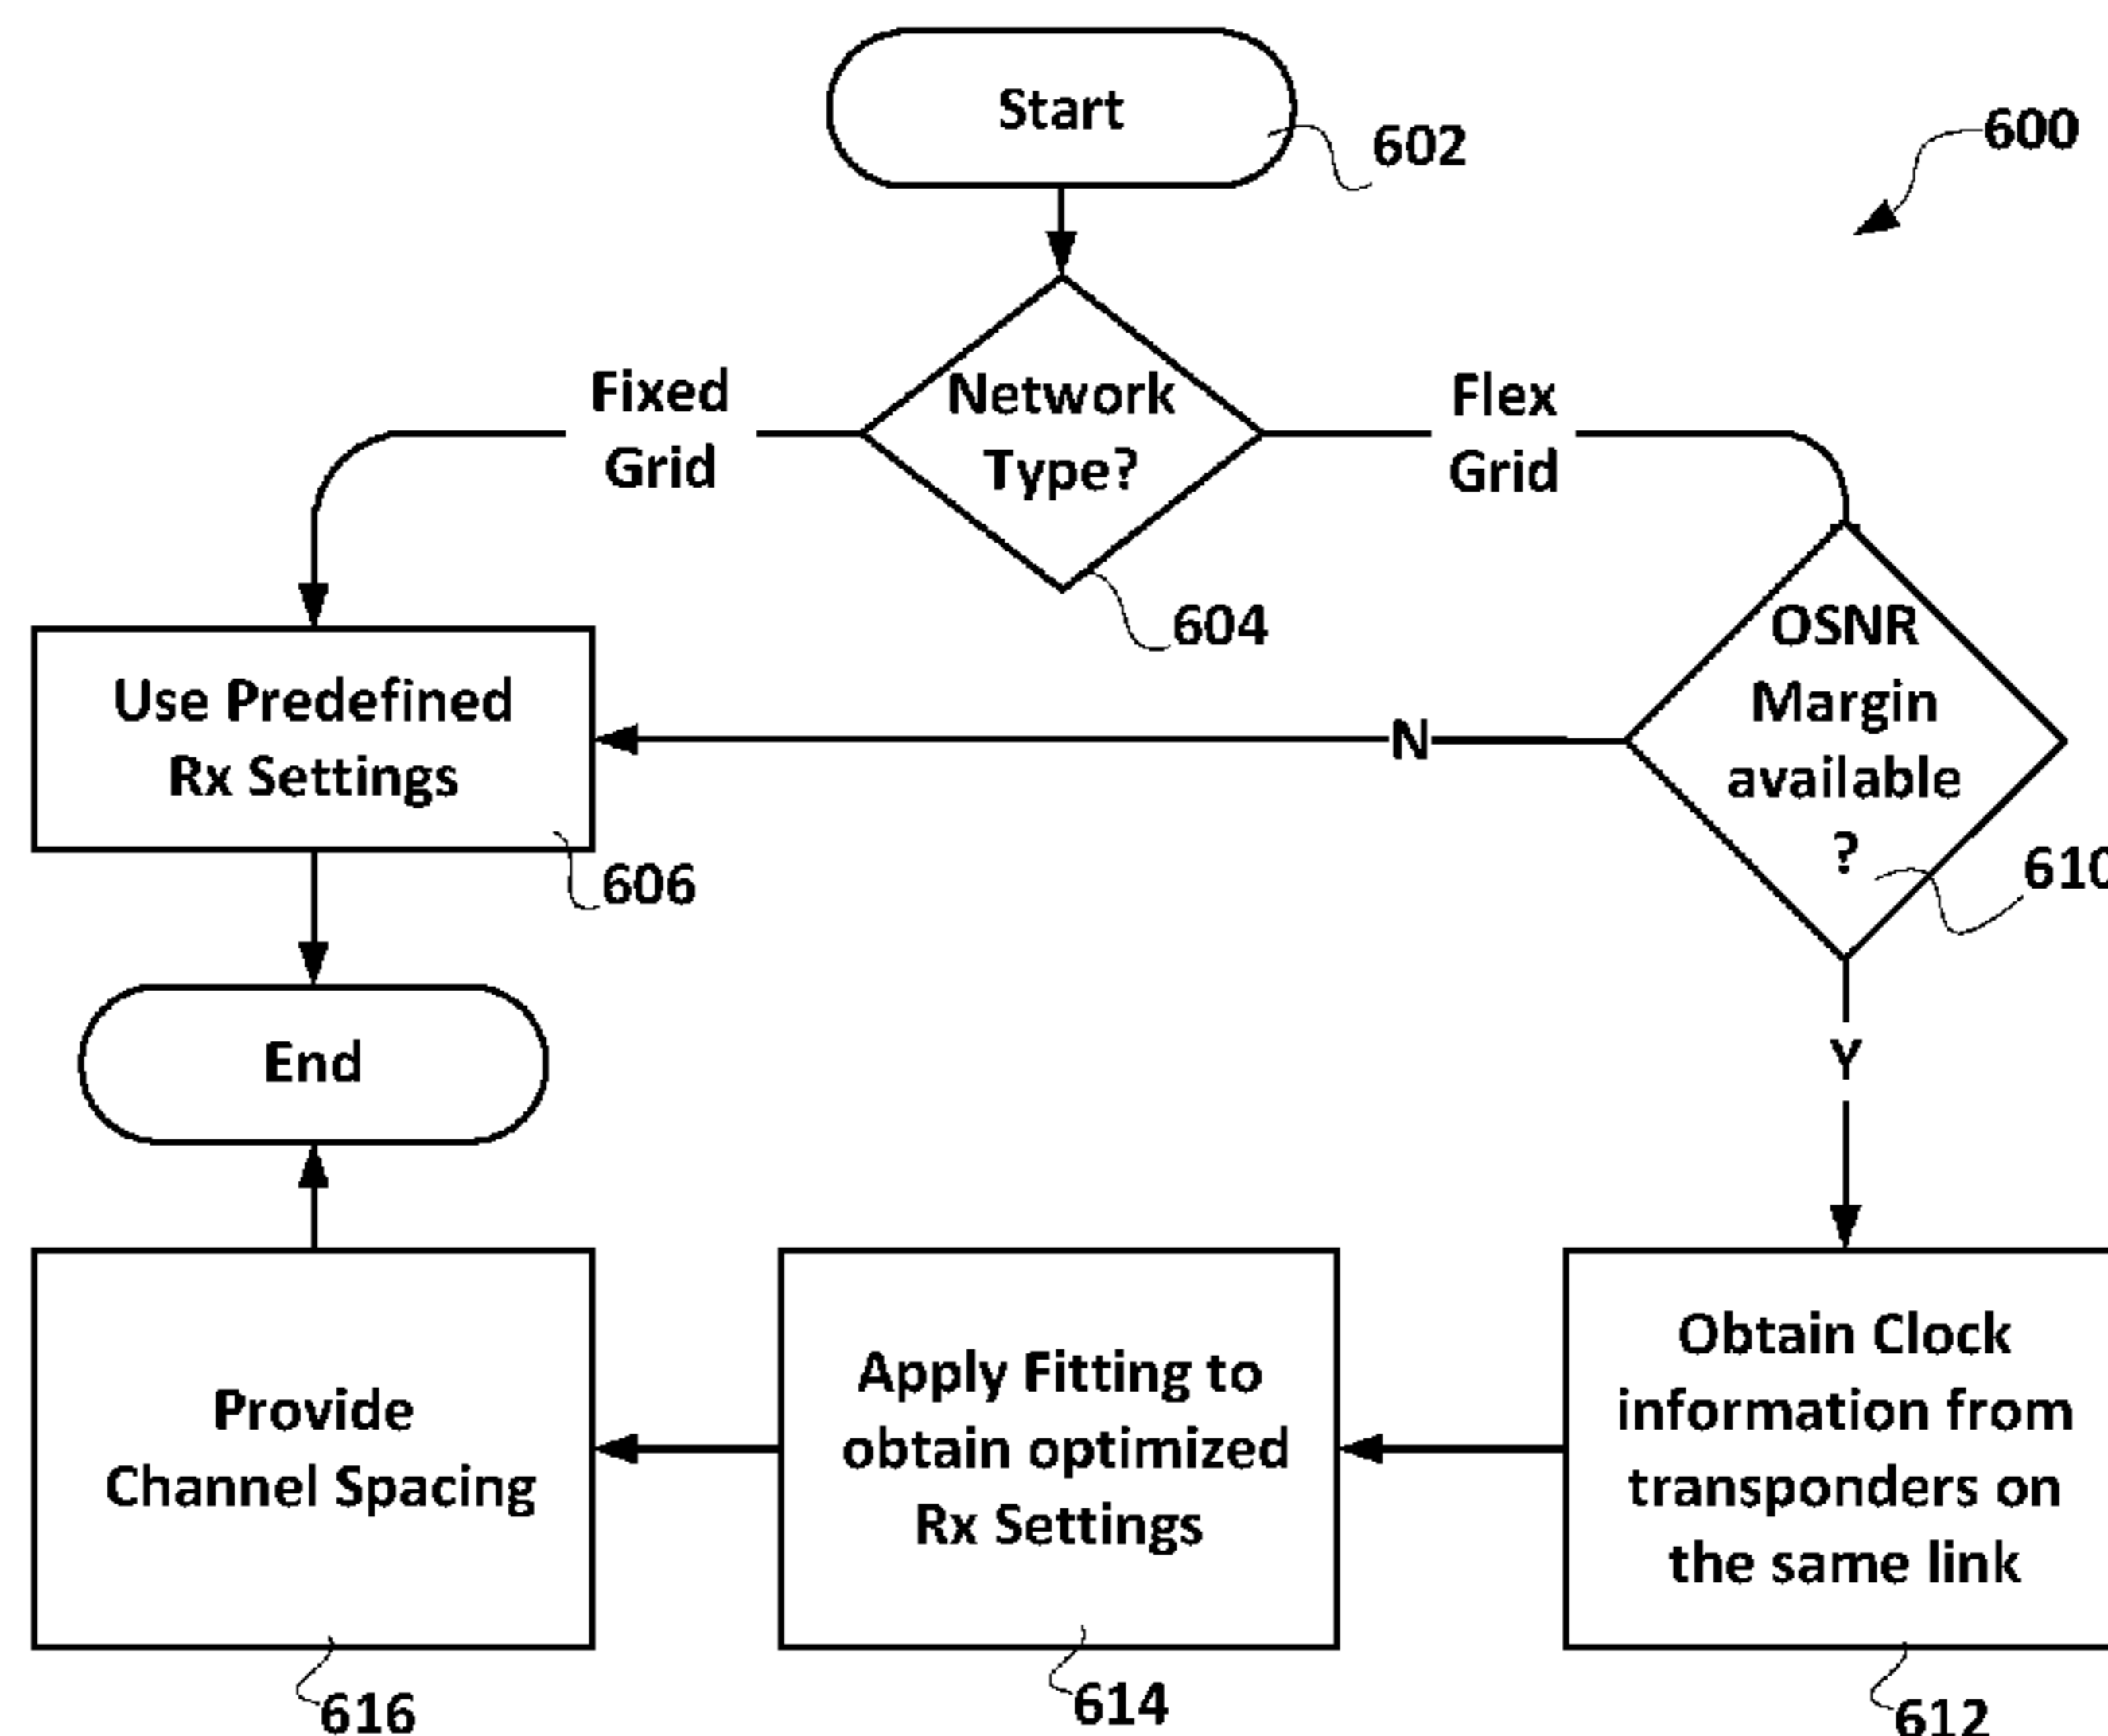 Start
602
600
Fixed
Grid
Network
Type?
Flex
Grid
604
OSNR
Margin
available
?
Use Predefined
Rx Settings
N
606
610
End
Y
Provide
Channel Spacing
Apply Fitting to
obtain optimized
Rx Settings
Obtain Clock
information from
transponders on
the same link
616
614
612